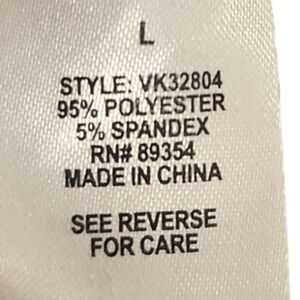 L
STYLE: VK32804
95% POLYESTER
5% SPANDEX
RN# 89354
MADE IN CHINA
SEE REVERSE
FOR CARE